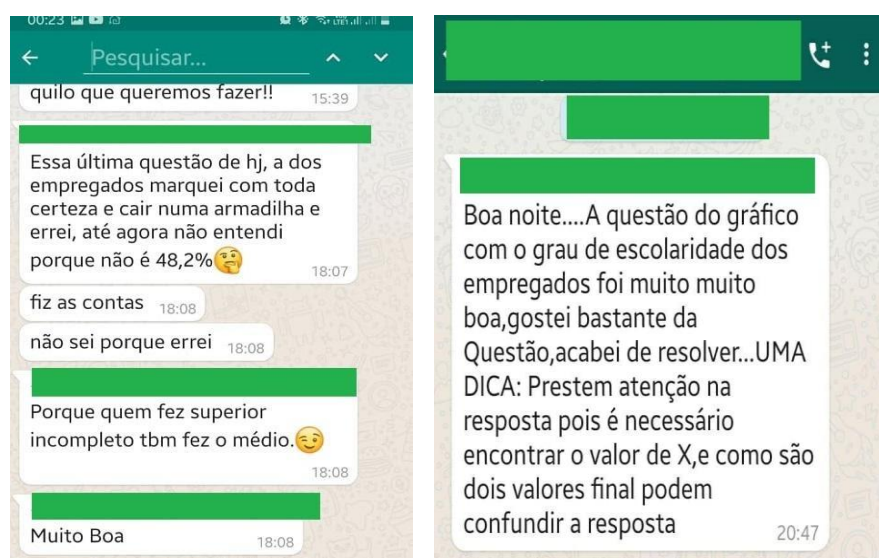 00:23
Pesquisar...
quilo que queremos fazer!!
15:39
Essa última questão de hj, a dos
empregados marquei com toda
certeza e cair numa armadilha e
errei, até agora não entendi
porque não é 48,2%🤔
18:07
fiz as contas 18:08
não sei porque errei 18:08
Porque quem fez superior
incompleto tbm fez o médio.😉
18:08
Muito Boa 18:08
Boa noite....A questão do gráfico
com o grau de escolaridade dos
empregados foi muito muito
boa,gostei bastante da
Questão,acabei de resolver...UMA
DICA: Prestem atenção na
resposta pois é necessário
encontrar o valor de X,e como são
dois valores final podem
confundir a resposta 20:47